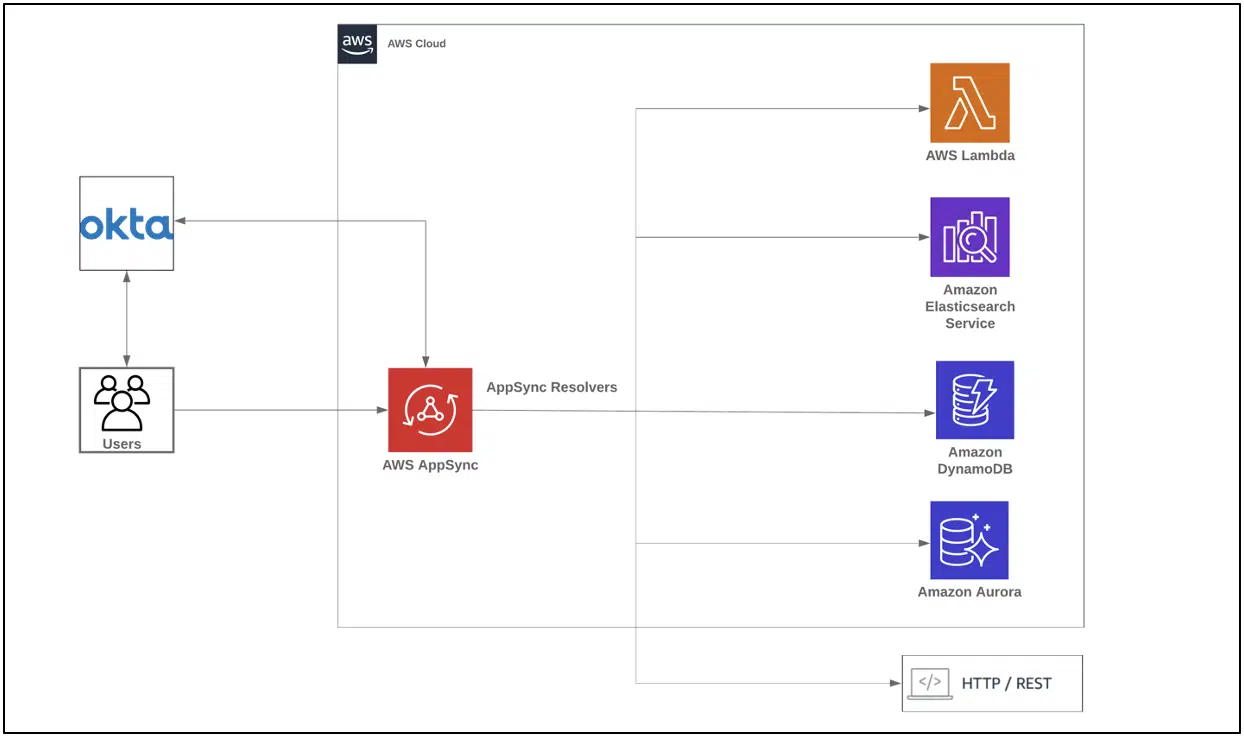 aws
AWS Cloud
AWS Lambda
okta
Amazon
Elasticsearch
Service
Users
AppSync Resolvers
AWS AppSync
Amazon
DynamoDB
Amazon Aurora
</> HTTP / REST